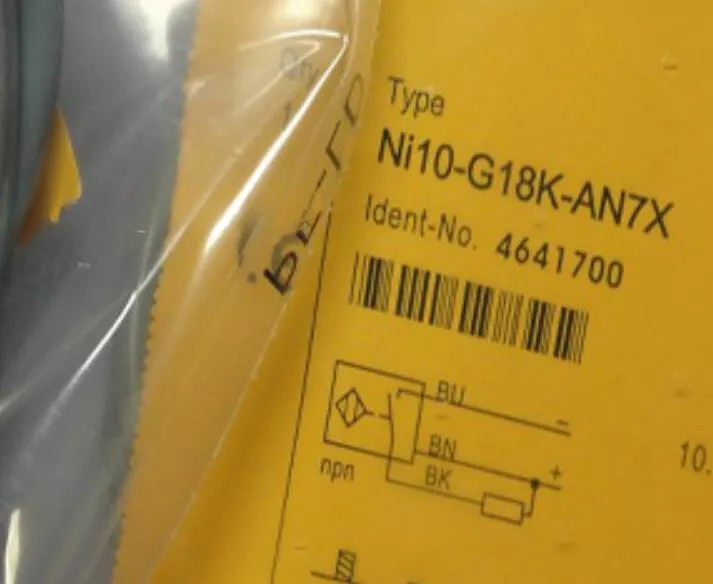 Type
Ni10-G18K-AN7X
Ident-No. 4641700
BU
−
BN
+
BK
npn
10.